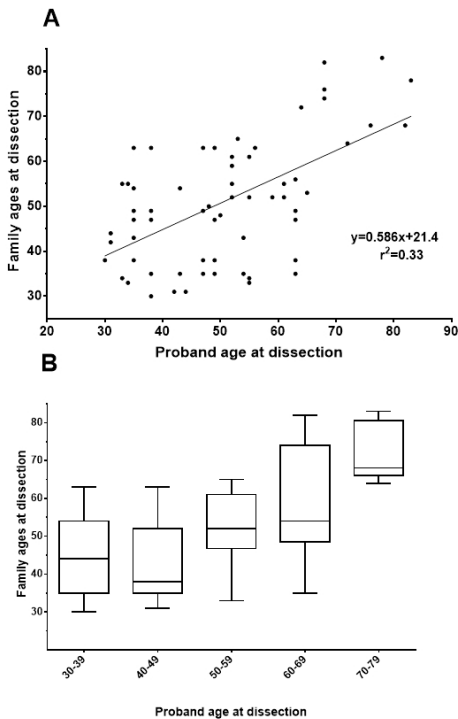 A
Family ages at dissection
80
70
60
50
40
30
y=0.586x+21.4
r²=0.33
20 30 40 50 60 70 80 90
Proband age at dissection
B
Family ages at dissection
80
70
60
50
40
30
30-39 40-49 50-59 60-69 70-79
Proband age at dissection